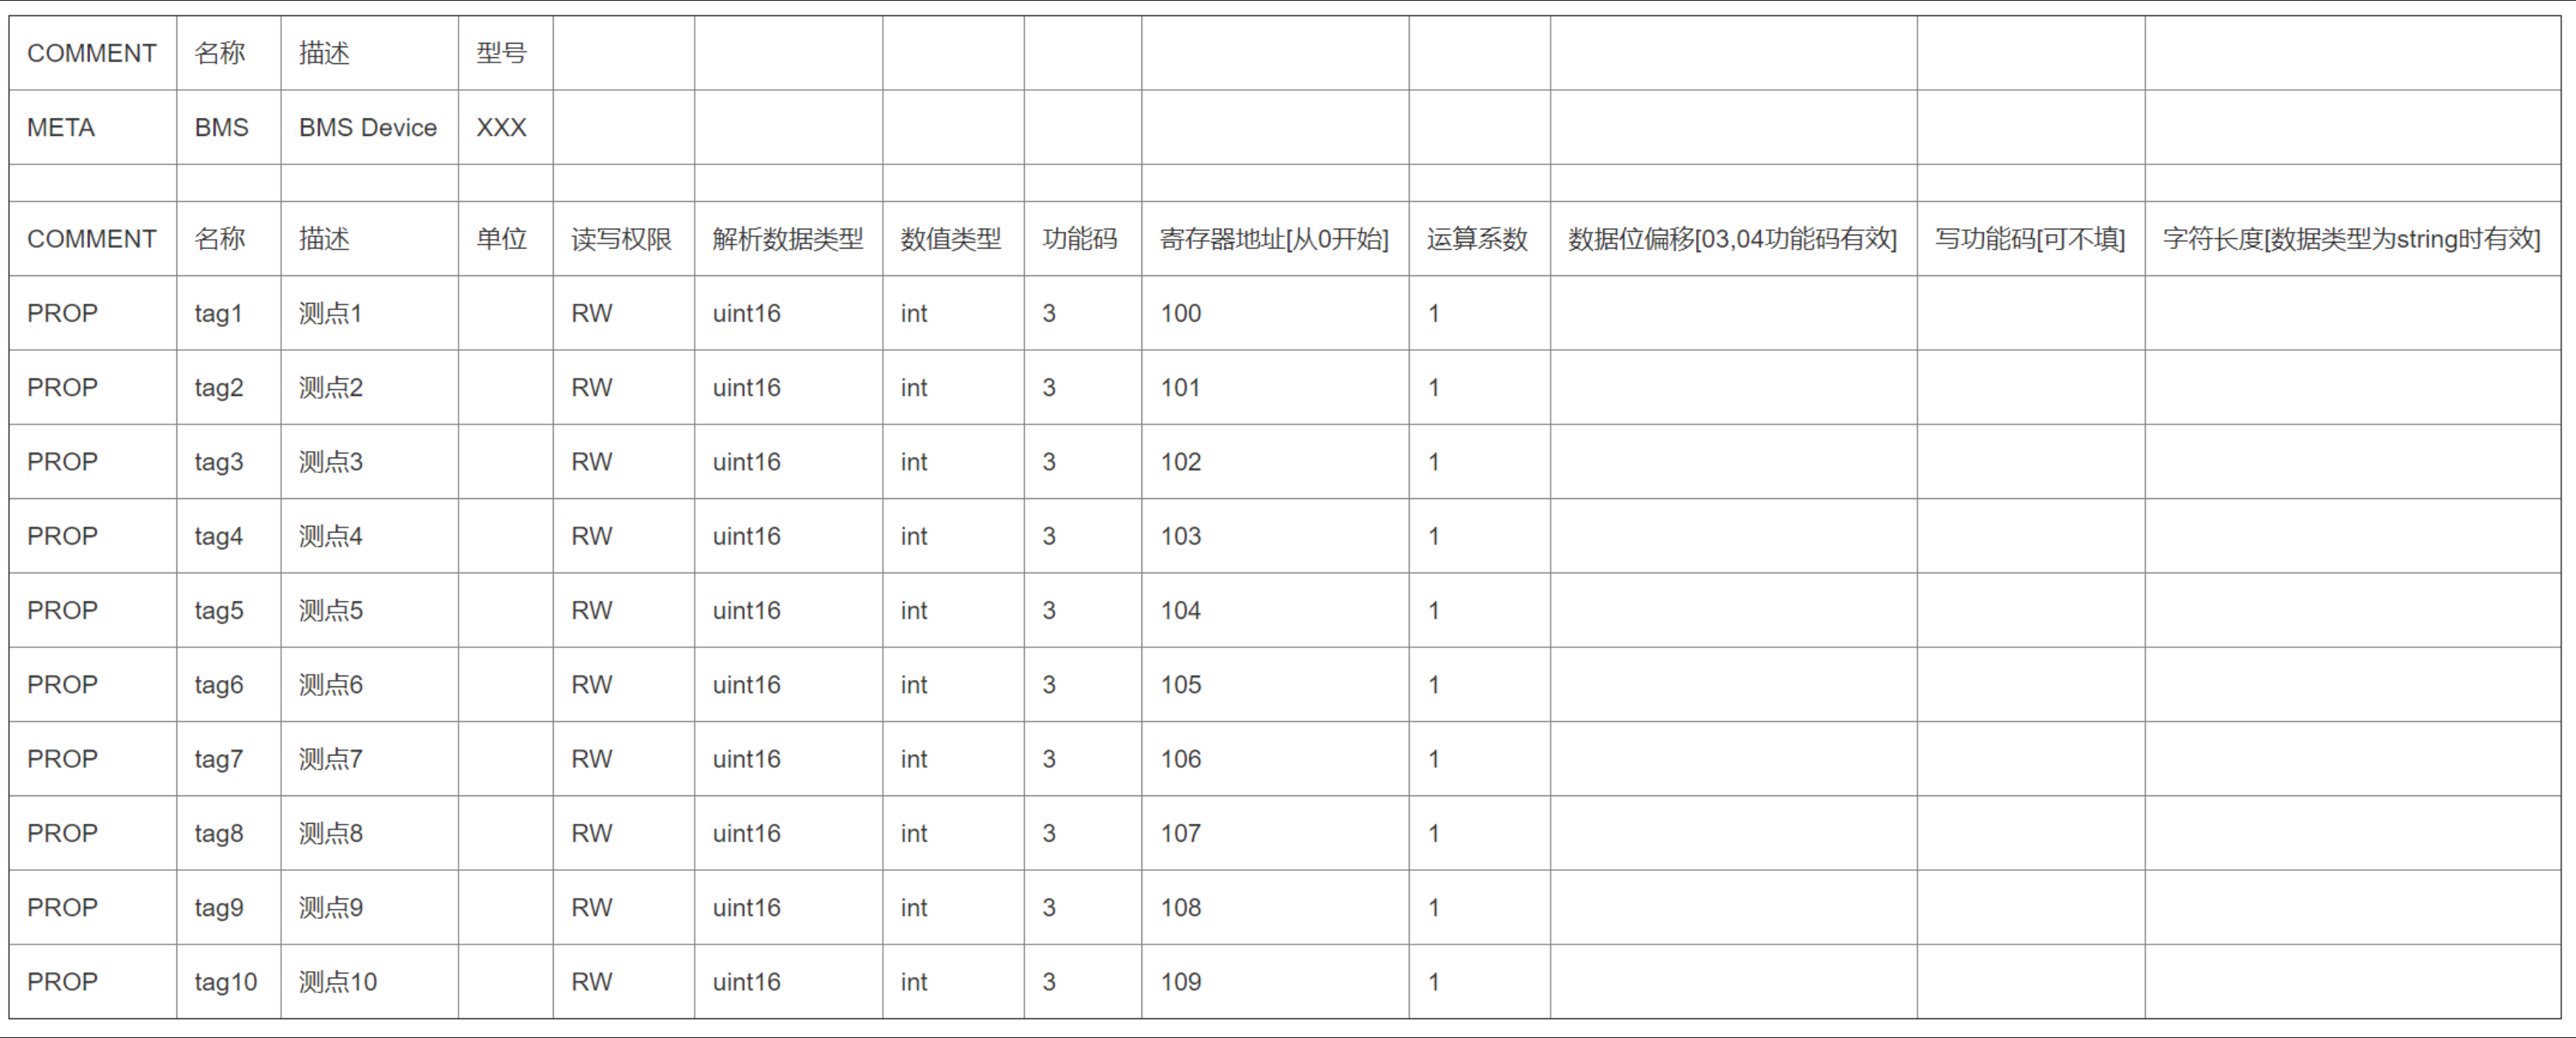 COMMENT 名称 描述 型号
META BMS BMS Device XXX
COMMENT 名称 描述 单位 读写权限 解析数据类型 数值类型 功能码 寄存器地址[从0开始] 运算系数 数据位偏移[03,04功能码有效] 写功能码[可不填] 字符长度[数据类型为string时有效]
PROP tag1 测点1 RW uint16 int 3 100 1
PROP tag2 测点2 RW uint16 int 3 101 1
PROP tag3 测点3 RW uint16 int 3 102 1
PROP tag4 测点4 RW uint16 int 3 103 1
PROP tag5 测点5 RW uint16 int 3 104 1
PROP tag6 测点6 RW uint16 int 3 105 1
PROP tag7 测点7 RW uint16 int 3 106 1
PROP tag8 测点8 RW uint16 int 3 107 1
PROP tag9 测点9 RW uint16 int 3 108 1
PROP tag10 测点10 RW uint16 int 3 109 1